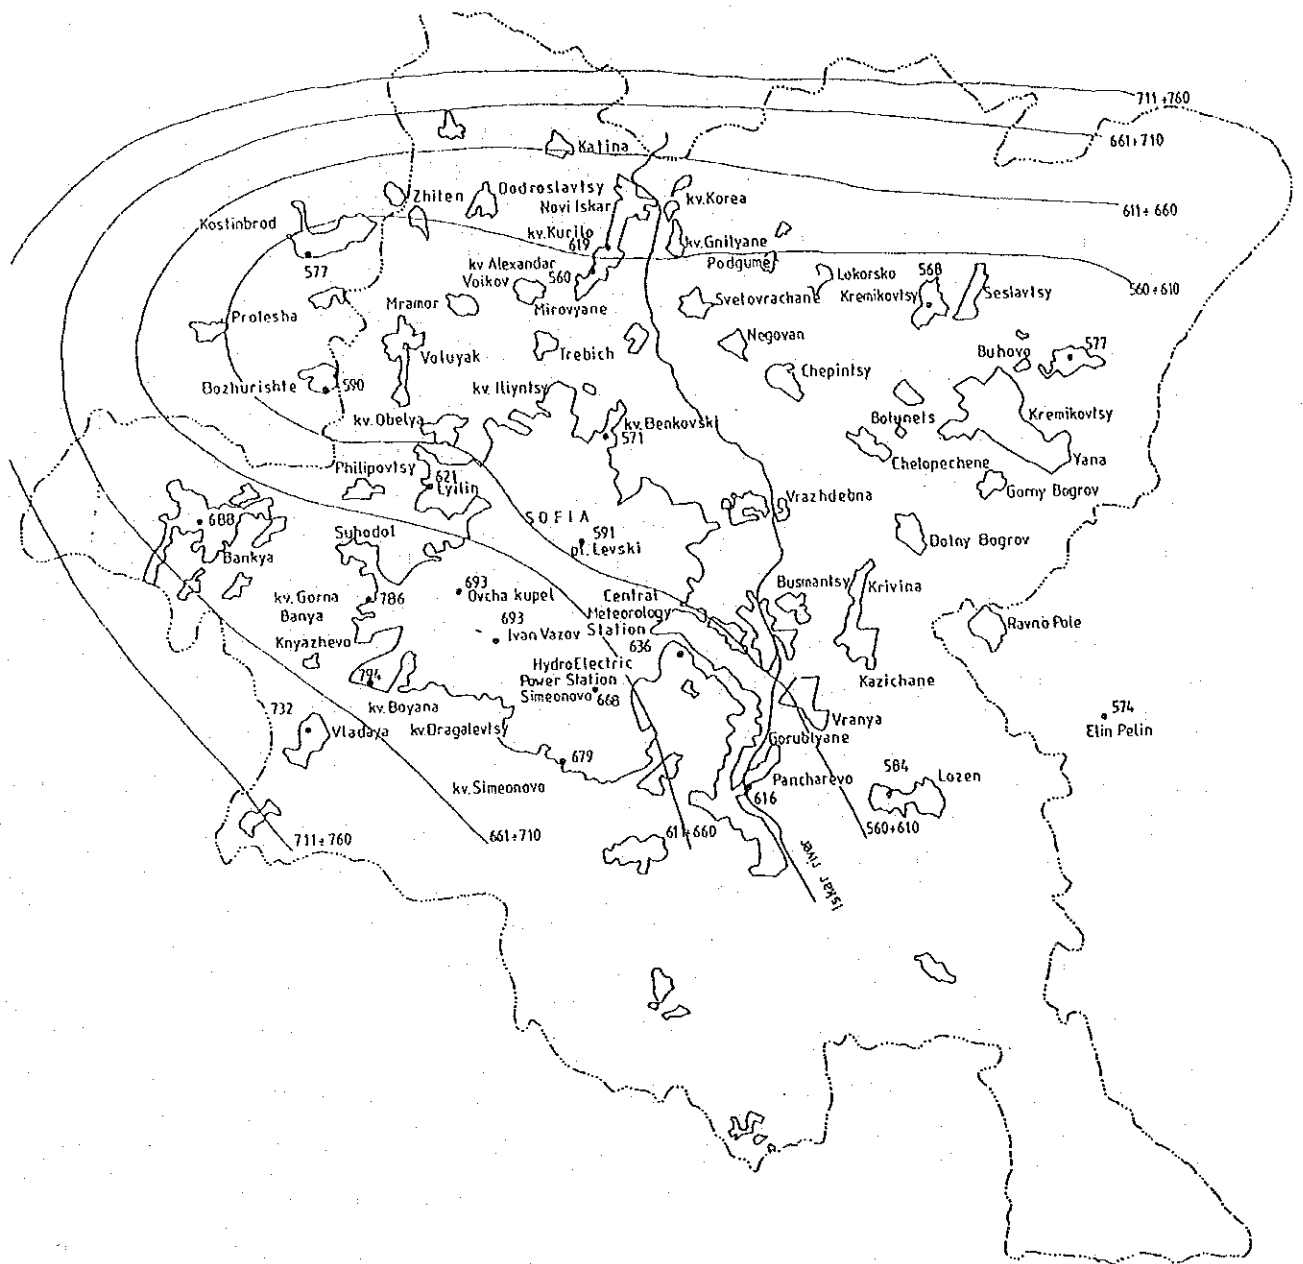 711÷760
661÷710
Katina
Zhiten
Dodroslavtsy
Novi Iskar
kv.Korea
611÷660
Kostinbrod
kv.Kurilo
619
kv.Gnilyane
Podgumer
577
kv Alexandar
Voikov
560
Lokorsko
568
Kremikovtsy
Seslavtsy
560÷610
Mramor
Mirovyane
Svetovrachane
Protesha
Voluyak
Trebich
Negovan
Buhovo
577
Bozhurishte
590
kv. Iliyntsy
Chepintsy
kv.Obelya
kv.Benkovski
571
Botunets
Kremikovtsy
Chelopechene
Yana
Philipovtsy
621
Lyilin
Gorny Bogrov
Vrazhdebna
688
SOFIA
591
pl.Levski
Dolny Bogrov
Suhodol
Bankya
kv.Gorna
Banya
786
693
Ovcha kupel
Central
Meteorology
Station
636
Busmantsy
Krivina
Knyazhevo
693
Ivan Vazov
Ravno Pole
794
kv.Boyana
HydroElectric
Power Station
Simeonovo
668
Kazichane
732
Vladaya
kv.Dragalevtsy
Vranya
Gorublyane
574
Elin Pelin
679
kv.Simeonovo
Pancharevo
616
584
Lozen
711÷760
661÷710
611÷660
560÷610
Iskar river